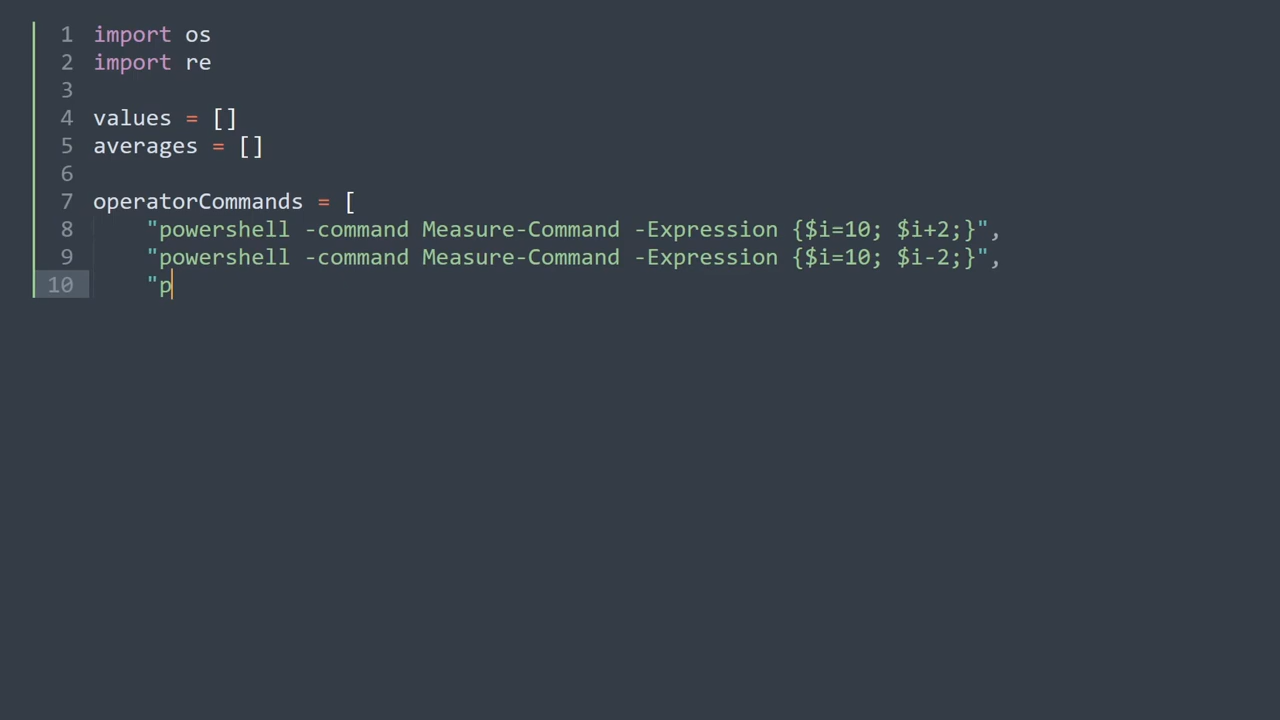 1 import os
2 import re
3
4 values = []
5 averages = []
6
7 operatorCommands = [
8     "powershell -command Measure-Command -Expression {$i=10; $i+2;}",
9     "powershell -command Measure-Command -Expression {$i=10; $i-2;}",
10     "p